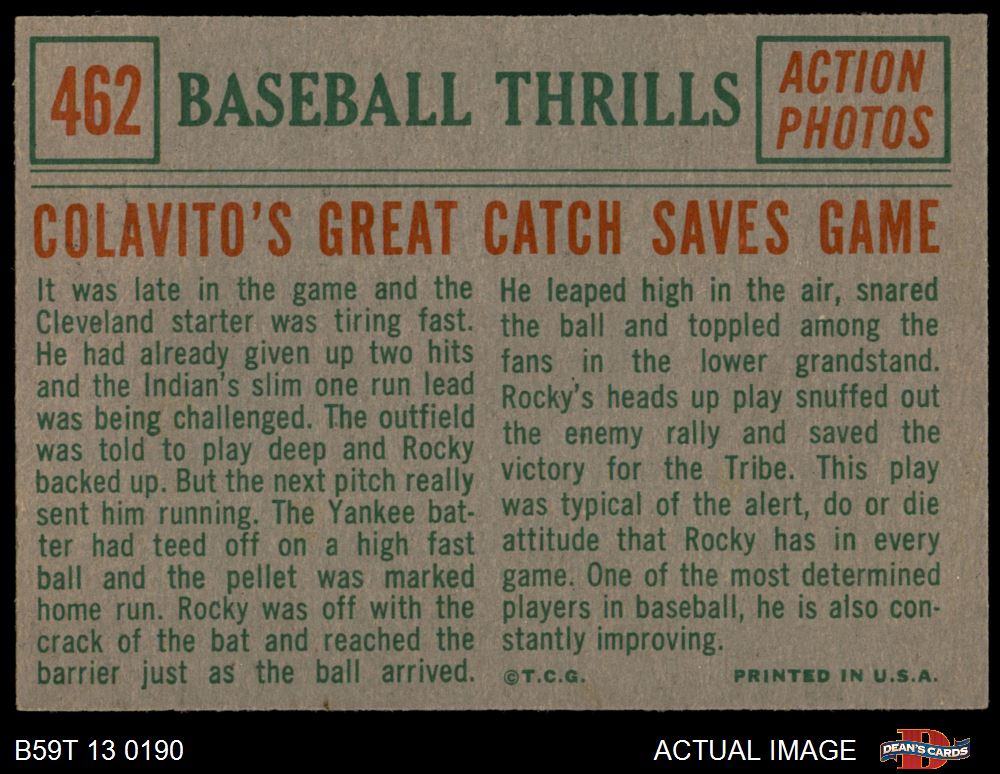 462
BASEBALL THRILLS
ACTION
PHOTOS
COLAVITO'S GREAT CATCH SAVES GAME
It was late in the game and the
Cleveland starter was tiring fast.
He had already given up two hits
and the Indian's slim one run lead
was being challenged. The outfield
was told to play deep and Rocky
backed up. But the next pitch really
sent him running. The Yankee bat-
ter had teed off on a high fast
ball and the pellet was marked
home run. Rocky was off with the
crack of the bat and reached the
barrier just as the ball arrived.
He leaped high in the air, snared
the ball and toppled among the
fans in the lower grandstand.
Rocky's heads up play snuffed out
the enemy rally and saved the
victory for the Tribe. This play
was typical of the alert, do or die
attitude that Rocky has in every
game. One of the most determined
players in baseball, he is also con-
stantly improving.
©T.C.G. PRINTED IN U.S.A.
B59T 13 0190
ACTUAL IMAGE
DEAN'S CARDS